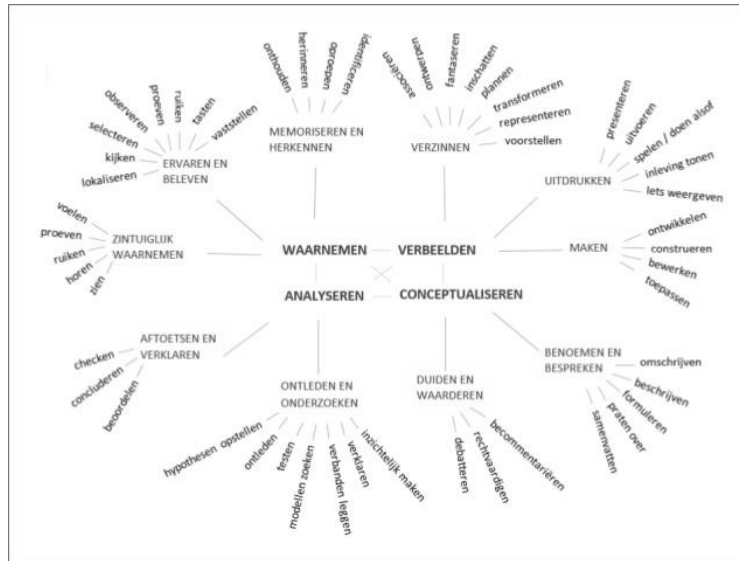 onthouden
herinneren
oproepen
identificeren
MEMORISEREN EN
HERKENNEN
lokaliseren
kijken
selecteren
observeren
proeven
ruiken
tasten
vaststellen
ERVAREN EN
BELEVEN
voelen
proeven
ruiken
horen
zien
ZINTUIGLIJK
WAARNEMEN
associëren
ontwerpen
fantaseren
inschatten
plannen
transformeren
representeren
voorstellen
VERZINNEN
presenteren
uitvoeren
spelen / doen alsof
inleving tonen
Iets weergeven
UITDRUKKEN
MAKEN
ontwikkelen
construeren
bewerken
toepassen
WAARNEMEN
VERBEELDEN
ANALYSEREN
CONCEPTUALISEREN
AFTOETSEN EN
VERKLAREN
checken
concluderen
beoordelen
ONTLEDEN EN
ONDERZOEKEN
hypothesen opstellen
ontleden
testen
modellen zoeken
verbanden leggen
verklaren
inzichtelijk maken
DUIDEN EN
WAARDEREN
debatteren
rechtvaardigen
becommentariëren
BENOEMEN EN
BESPREKEN
omschrijven
beschrijven
formuleren
praten over
samenvatten